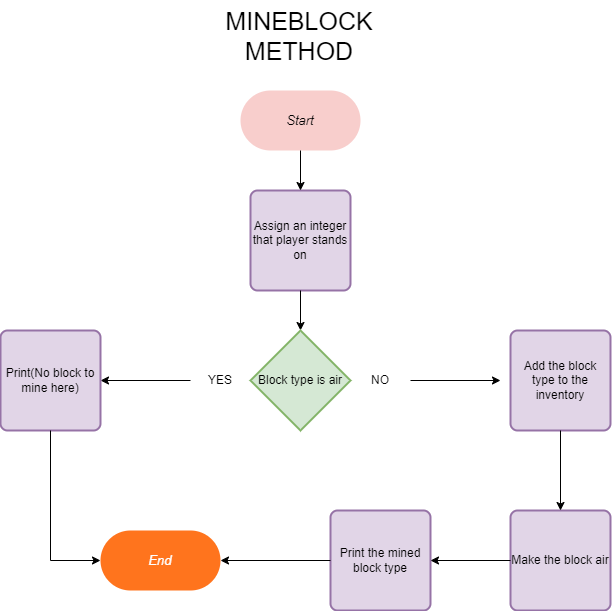 MINEBLOCK
METHOD
Start
Assign an integer
that player stands
on
Print(No block to
mine here)
YES
Block type is air
NO
Add the block
type to the
inventory
End
Print the mined
block type
Make the block air